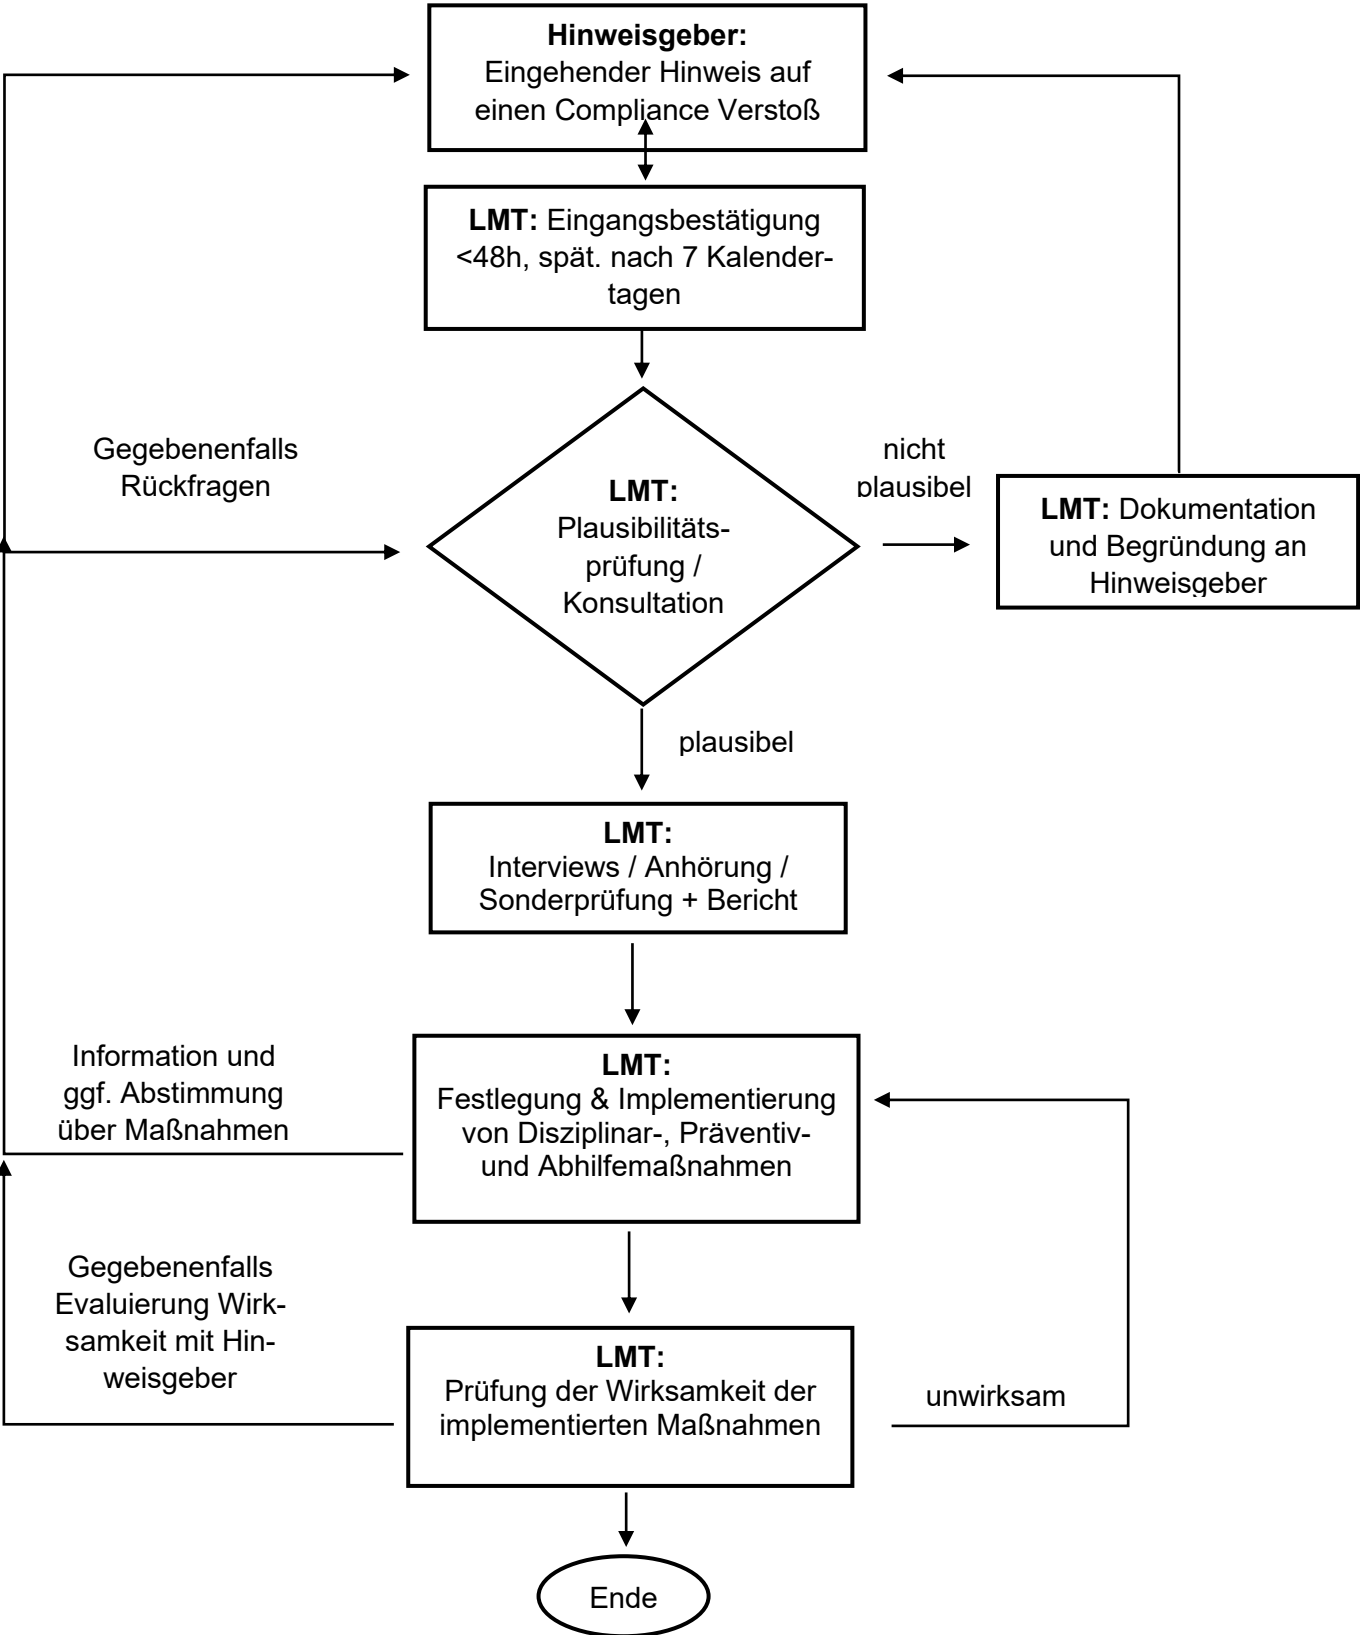 Hinweisgeber:
Eingehender Hinweis auf
einen Compliance Verstoß
LMT: Eingangsbestätigung
<48h, spät. nach 7 Kalender-
tagen
Gegebenenfalls
Rückfragen
LMT:
Plausibilitäts-
prüfung /
Konsultation
nicht
plausibel
LMT: Dokumentation
und Begründung an
Hinweisgeber
plausibel
LMT:
Interviews / Anhörung /
Sonderprüfung + Bericht
Information und
ggf. Abstimmung
über Maßnahmen
LMT:
Festlegung & Implementierung
von Disziplinar-, Präventiv-
und Abhilfemaßnahmen
Gegebenenfalls
Evaluierung Wirk-
samkeit mit Hin-
weisgeber
LMT:
Prüfung der Wirksamkeit der
implementierten Maßnahmen
unwirksam
Ende